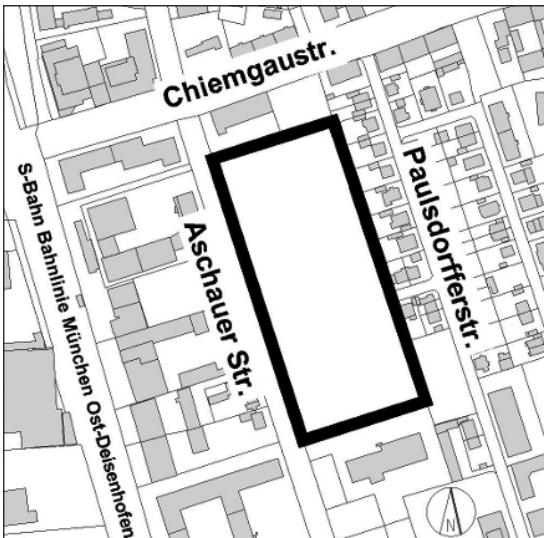 Chiemgaustr.
Paulsdorfferstr.
Aschauer Str.
S-Bahn Bahnlinie München Ost-Deisenhofen
N